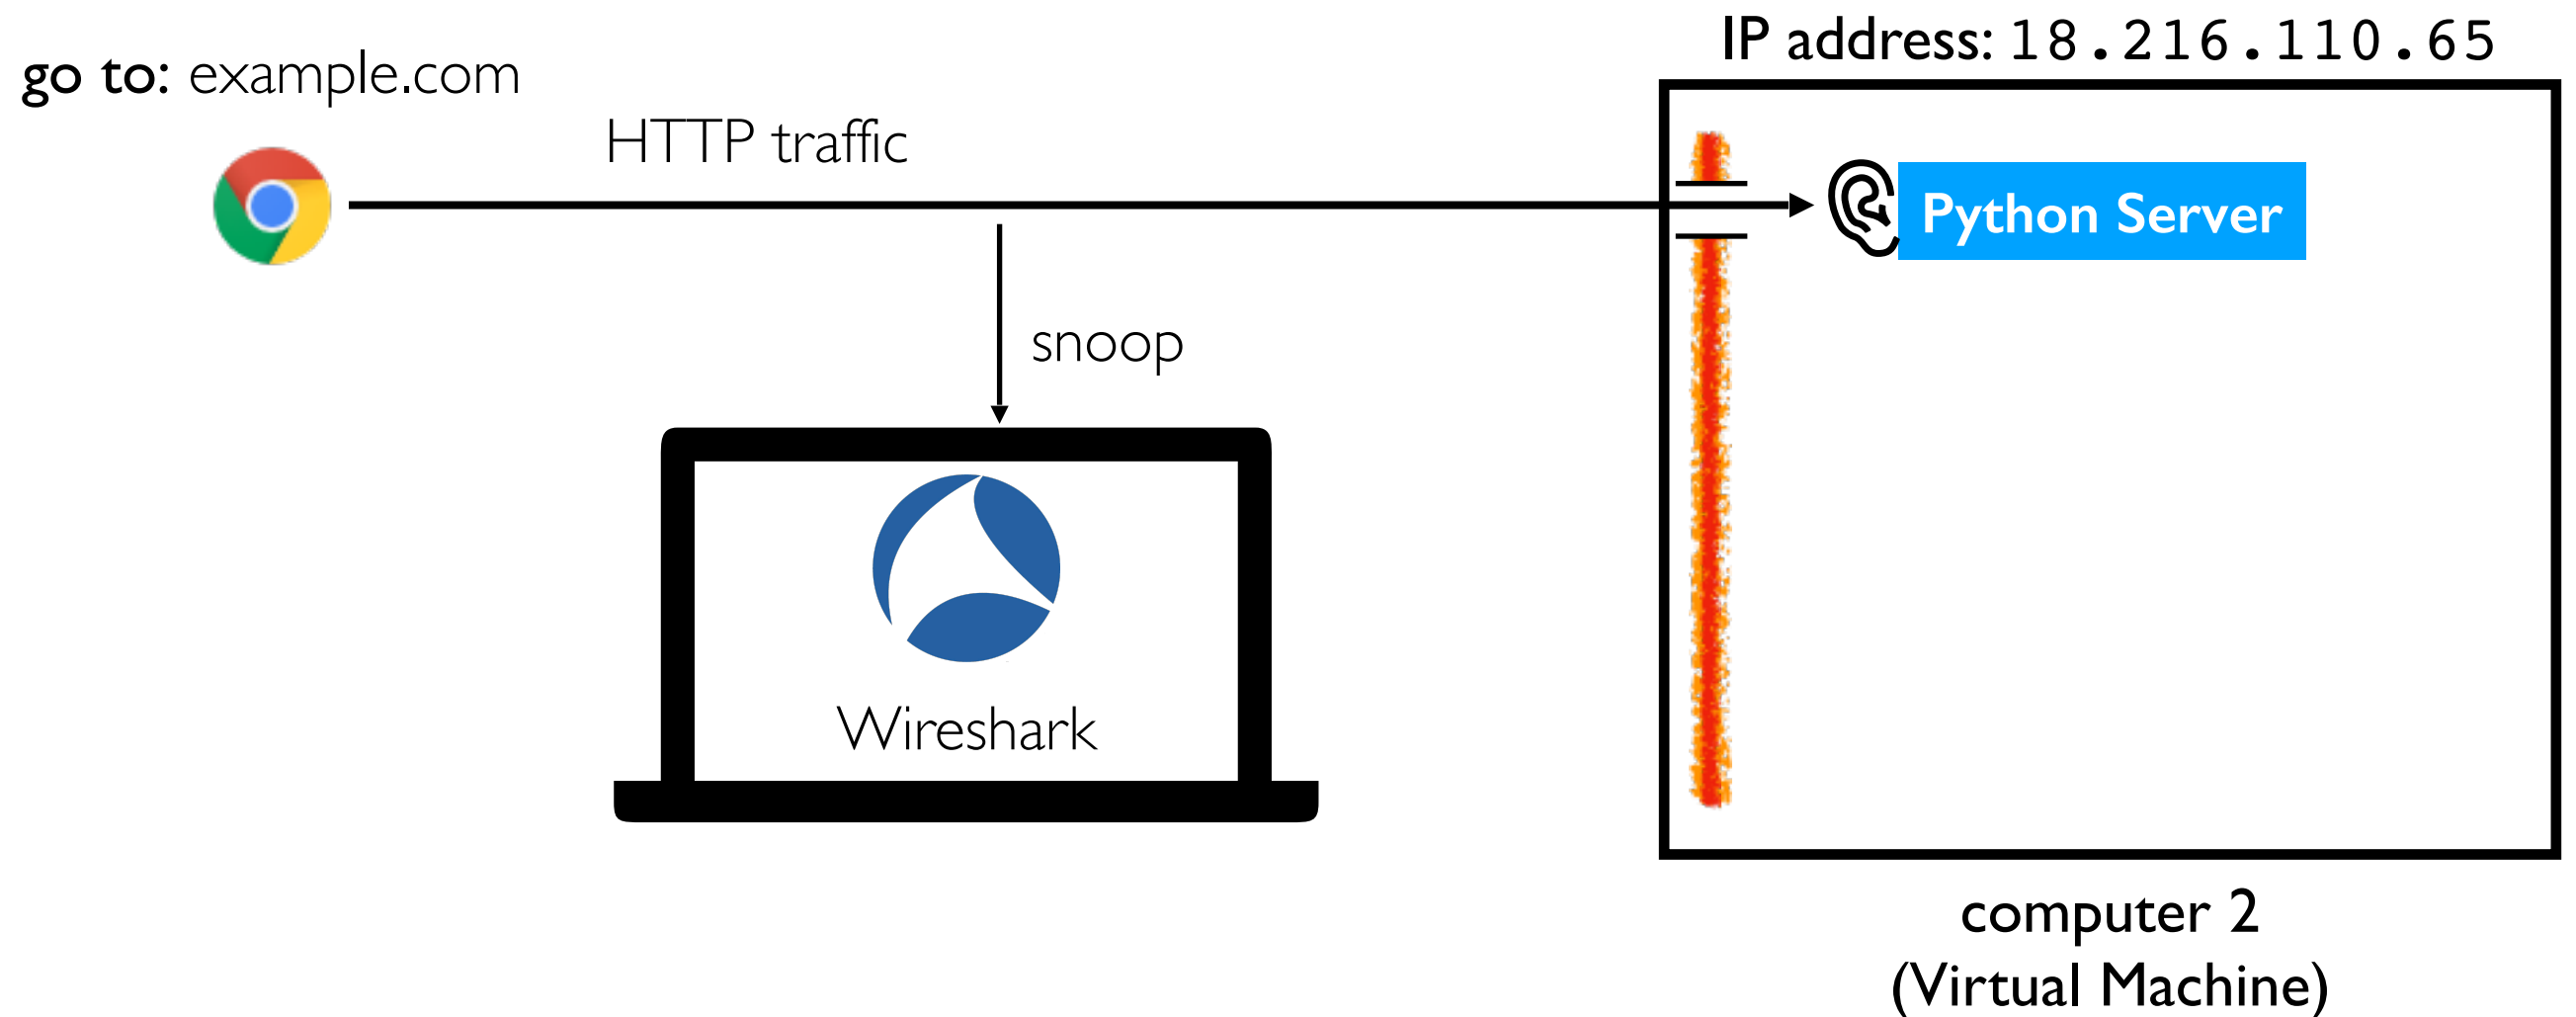 IP address: 18.216.110.65
go to: example.com
HTTP traffic
Python Server
snoop
Wireshark
computer 2
(Virtual Machine)